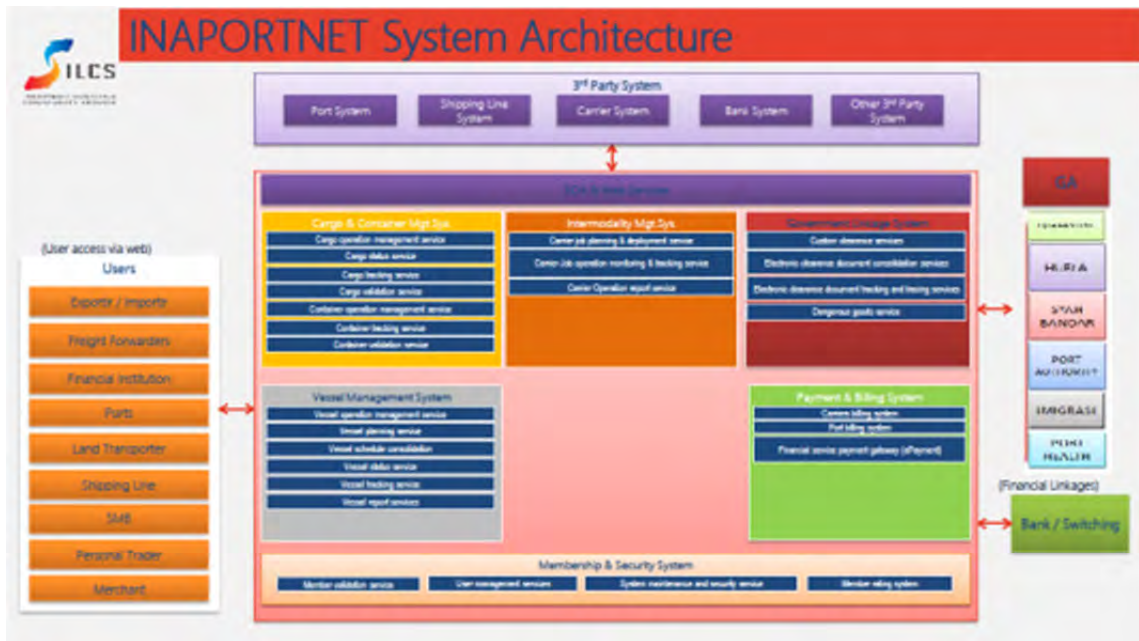 INAPORTNET System Architecture
ILCS
3rd Party System
Port System
Shipping Line
System
Carrier System
Bank System
Other 3rd Party
System
Cargo & Container Mgt.Sys
Cargo operation management service
Cargo status service
Cargo tracking service
Cargo validation service
Container operation management service
Container tracking service
Container validation service
Intermodality Mgt.Sys
Carrier job planning & deployment service
Carrier Job operation monitoring & tracking service
Carrier Operation report service
Government Linkage System
Custom clearance services
Electronic clearance document consolidation services
Electronic clearance document tracking and tracing services
Dangerous goods service
(User access via web)
Users
Exportir / Importir
Freight Forwarders
Financial Institution
Ports
Land Transporter
Shipping Line
SMB
Personal Trader
Merchant
Vessel Management System
Vessel operation management service
Vessel planning service
Vessel schedule consolidation
Vessel status service
Vessel tracking service
Vessel report services
Payment & Billing System
Carriers billing system
Port billing system
Financial service payment gateway (ePayment)
Membership & Security System
Member validation service
User management services
System maintenance and security service
Member rating system
HUBLA
SYAH
BANDAR
PORT
AUTHORITY
IMIGRASI
PORT
HEALTH
(Financial Linkages)
Bank / Switching